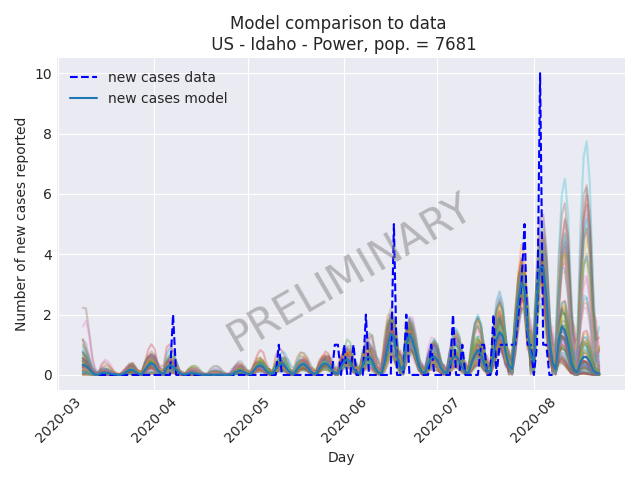 Model comparison to data
US - Idaho - Power, pop. = 7681
new cases data
new cases model
PRELIMINARY
Number of new cases reported
10
8
6
4
2
0
2020-03
2020-04
2020-05
2020-06
2020-07
2020-08
Day